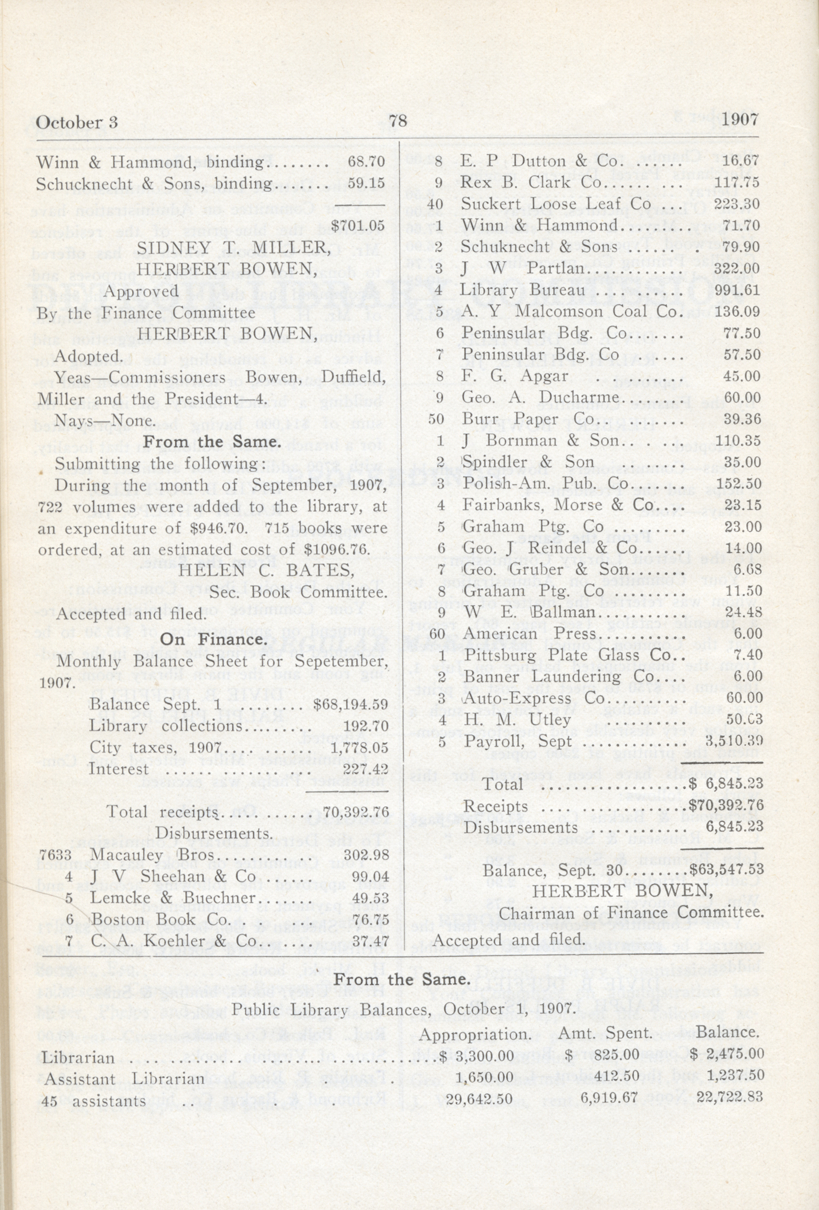 October 3 78 1907
Winn & Hammond, binding........ 68.70
Schucknecht & Sons, binding....... 59.15
$701.05
SIDNEY T. MILLER,
HERBERT BOWEN,
Approved
By the Finance Committee
HERBERT BOWEN,
Adopted.
Yeas—Commissioners Bowen, Duffield,
Miller and the President—4.
Nays—None.
From the Same.
Submitting the following:
During the month of September, 1907,
722 volumes were added to the library, at
an expenditure of $946.70. 715 books were
ordered, at an estimated cost of $1096.76.
HELEN C. BATES,
Sec. Book Committee.
Accepted and filed.
On Finance.
Monthly Balance Sheet for Sepetember,
1907.
Balance Sept. 1 ........ $68,194.59
Library collections......... 192.70
City taxes, 1907.... ...... 1,778.05
Interest ...... .......... 227.42
Total receipts........... 70,392.76
Disbursements.
7633 Macauley Bros............ 302.98
4 J V Sheehan & Co...... 99.04
5 Lemcke & Buechner....... 49.53
6 Boston Book Co. . ..... 76.75
7 C. A. Koehler & Co....... 37.47
8 E. P Dutton & Co. ...... 16.67
9 Rex B. Clark Co...... ... 117.75
40 Suckert Loose Leaf Co ... 223.30
1 Winn & Hammond......... 71.70
2 Schuknecht & Sons ...... . 79.90
3 J W Partlan............ 322.00
4 Library Bureau .......... 991.61
5 A. Y Malcomson Coal Co. 136.09
6 Peninsular Bdg. Co....... 77.50
7 Peninsular Bdg. Co ..... 57.50
8 F. G. Apgar . ........ 45.00
9 Geo. A. Ducharme........ 60.00
50 Burr Paper Co.. ........ 39.36
1 J Bornman & Son.. . ... 110.35
2 Spindler & Son ....... 35.00
3 Polish-Am. Pub. Co....... 152.50
4 Fairbanks, Morse & Co.... 23.15
5 Graham Ptg. Co ......... 23.00
6 Geo. J Reindel & Co...... 14.00
7 Geo. Gruber & Son....... 6.68
8 Graham Ptg. Co ......... 11.50
9 W E. Ballman........... 24.48
60 American Press........... 6.00
1 Pittsburg Plate Glass Co.. 7.40
2 Banner Laundering Co.... 6.00
3 Auto-Express Co.......... 60.00
4 H. M. Utley .......... 50.03
5 Payroll, Sept ............ 3,510.39
Total ..................$ 6,845.23
Receipts .... .............$70,392.76
Disbursements ........... 6,845.23
Balance, Sept. 30........$63,547.53
HERBERT BOWEN,
Chairman of Finance Committee.
Accepted and filed.
From the Same.
Public Library Balances, October 1, 1907.
Appropriation. Amt. Spent. Balance.
Librarian . ..................................$ 3,300.00 $ 825.00 $ 2,475.00
Assistant Librarian . . . . 1,650.00 412.50 1,237.50
45 assistants .. . . . . 29,642.50 6,919.67 22,722.83